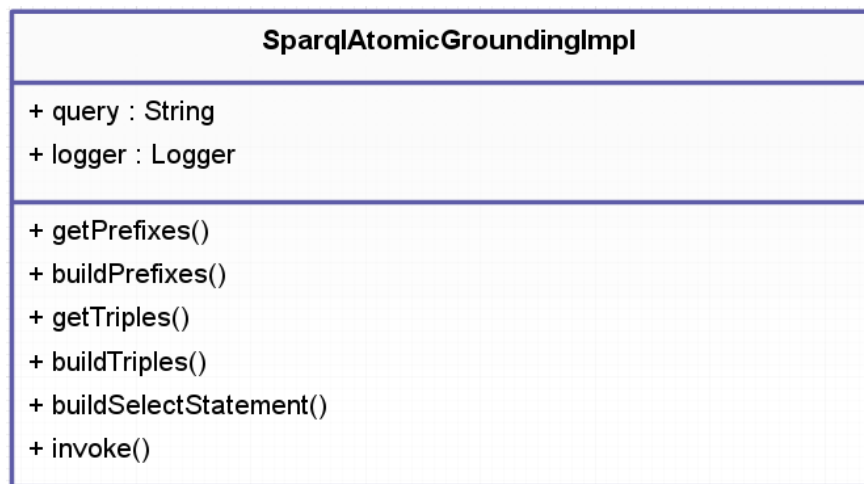 SparqlAtomicGroundingImpl
+ query : String
+ logger : Logger
+ getPrefixes()
+ buildPrefixes()
+ getTriples()
+ buildTriples()
+ buildSelectStatement()
+ invoke()